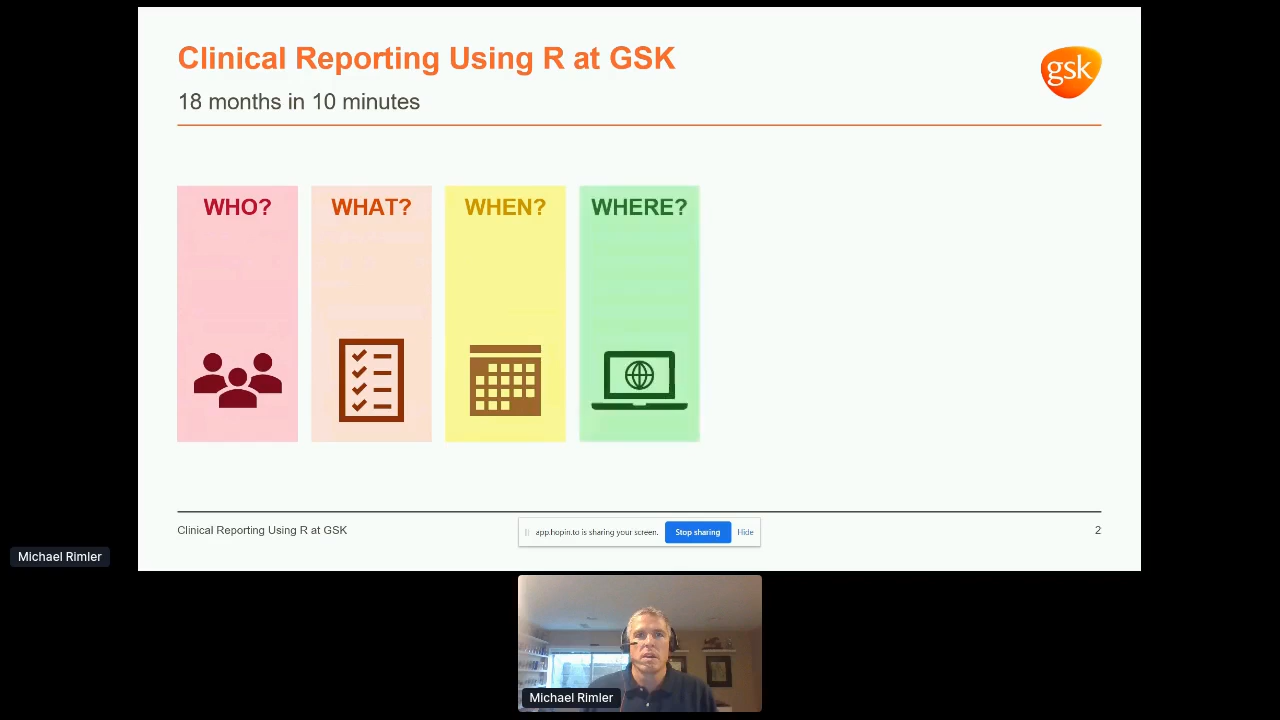 Clinical Reporting Using R at GSK
gsk
18 months in 10 minutes
WHO?
WHAT?
WHEN?
WHERE?
Clinical Reporting Using R at GSK
app.hopin.to is sharing your screen.
Stop sharing
Hide
2
Michael Rimler
Michael Rimler